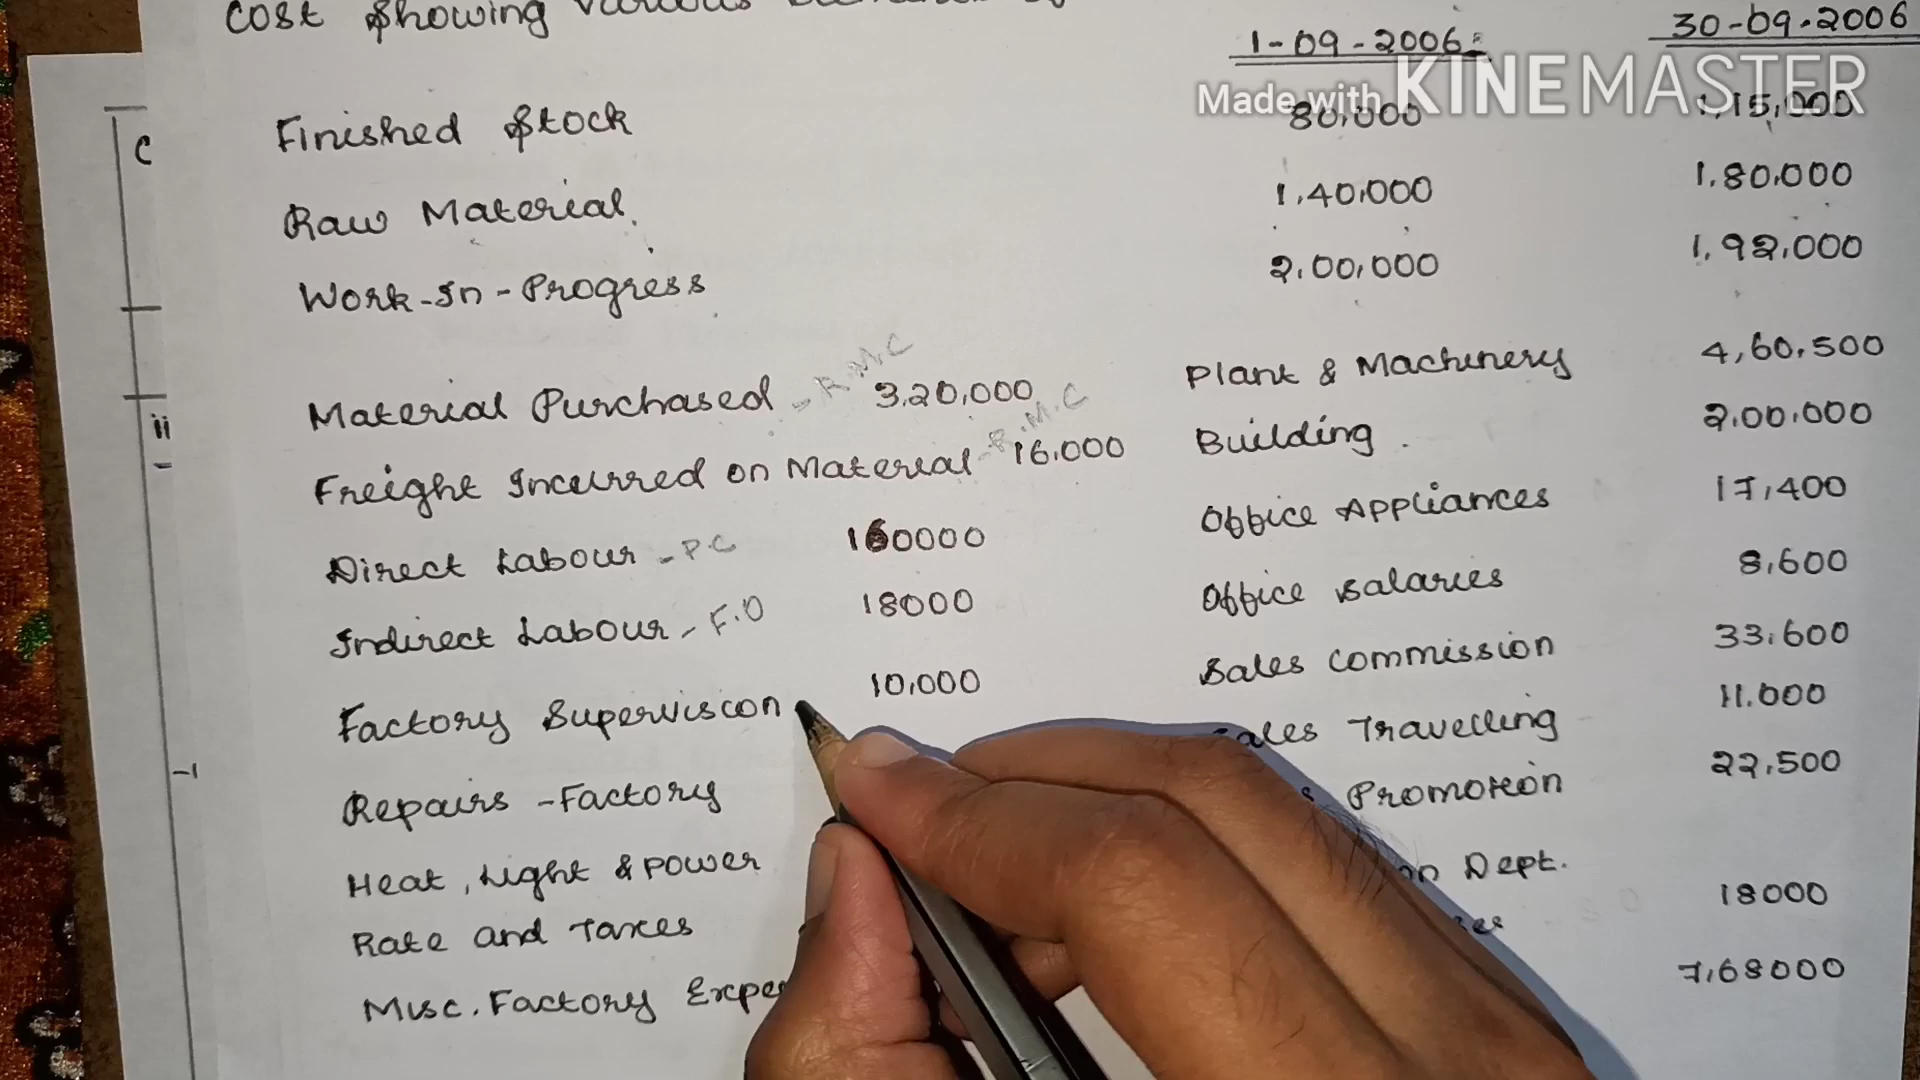 Cost Showing various
1-09-2006 30-09-2006
Made with KINEMASTER
C
Finished Stock 80,000 1,15,000
Raw Material. 1,40,000 1,80,000
Work-In-Progress 2,00,000 1,92,000
Material Purchased - R.M.C 3,20,000 Plant & Machinery 4,60,500
ii Freight Incurred on Material - R.M.C 16,000 Building 2,00,000
Direct Labour - P.C 160000 Office Appliances 17,400
Indirect Labour - F.O 18000 Office Salaries 8,600
Factory Supervision 10,000 Sales Commission 33,600
Sales Travelling 11,000
Repairs - Factory Promotion 22,500
Heat, Light & Power Dept.
Rate and Taxes 18000
Misc. Factory 7,68000